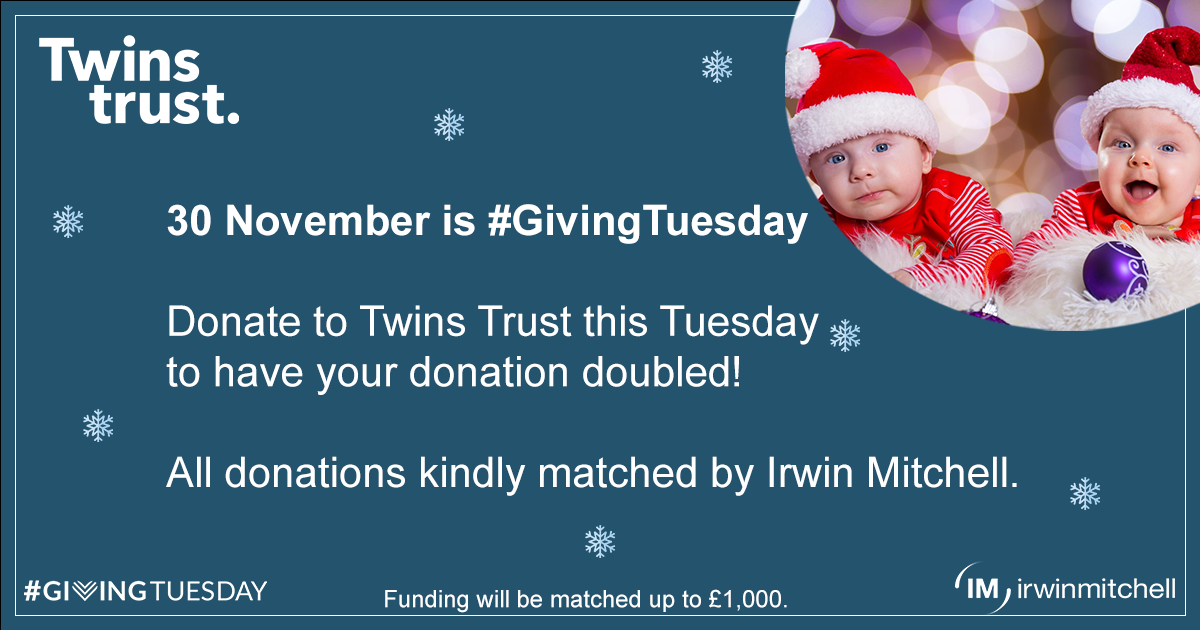 Twins
trust.
30 November is #GivingTuesday
Donate to Twins Trust this Tuesday
to have your donation doubled!
All donations kindly matched by Irwin Mitchell.
#GIVINGTUESDAY
Funding will be matched up to £1,000.
IM irwinmitchell